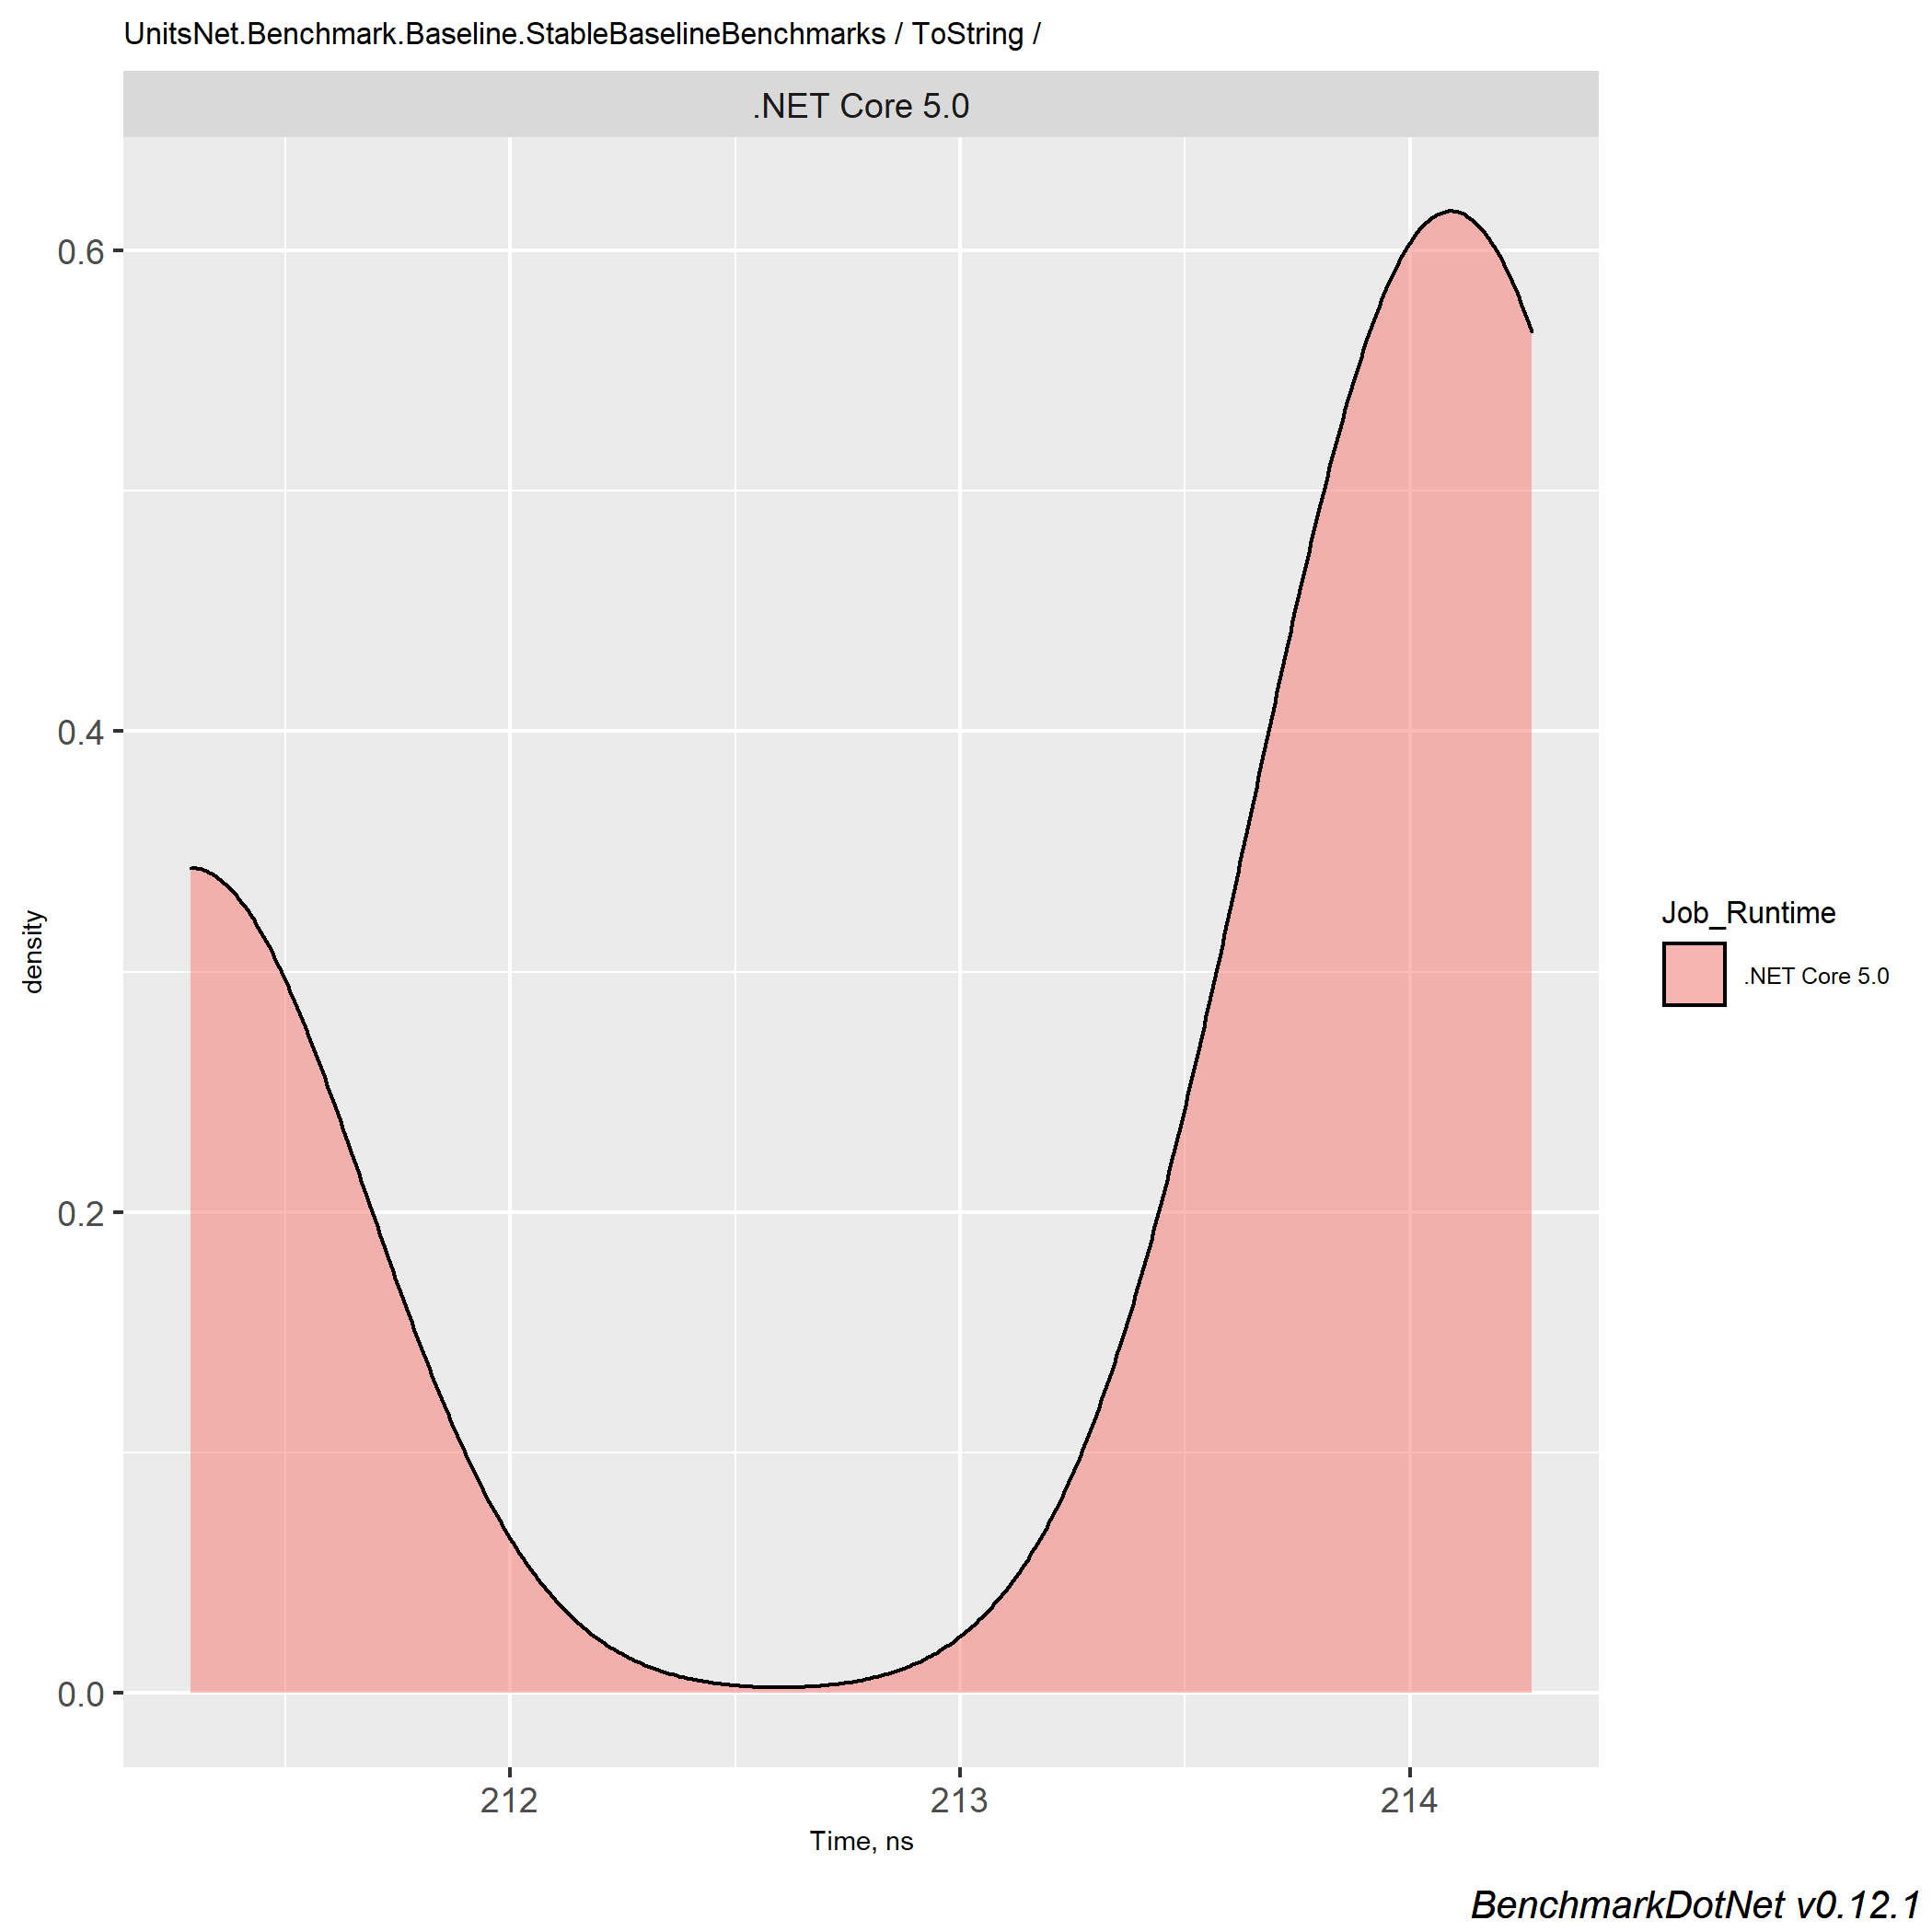 UnitsNet.Benchmark.Baseline.StableBaselineBenchmarks / ToString /
.NET Core 5.0
0.6
0.4
0.2
0.0
density
212 213 214
Time, ns
Job_Runtime
.NET Core 5.0
BenchmarkDotNet v0.12.1